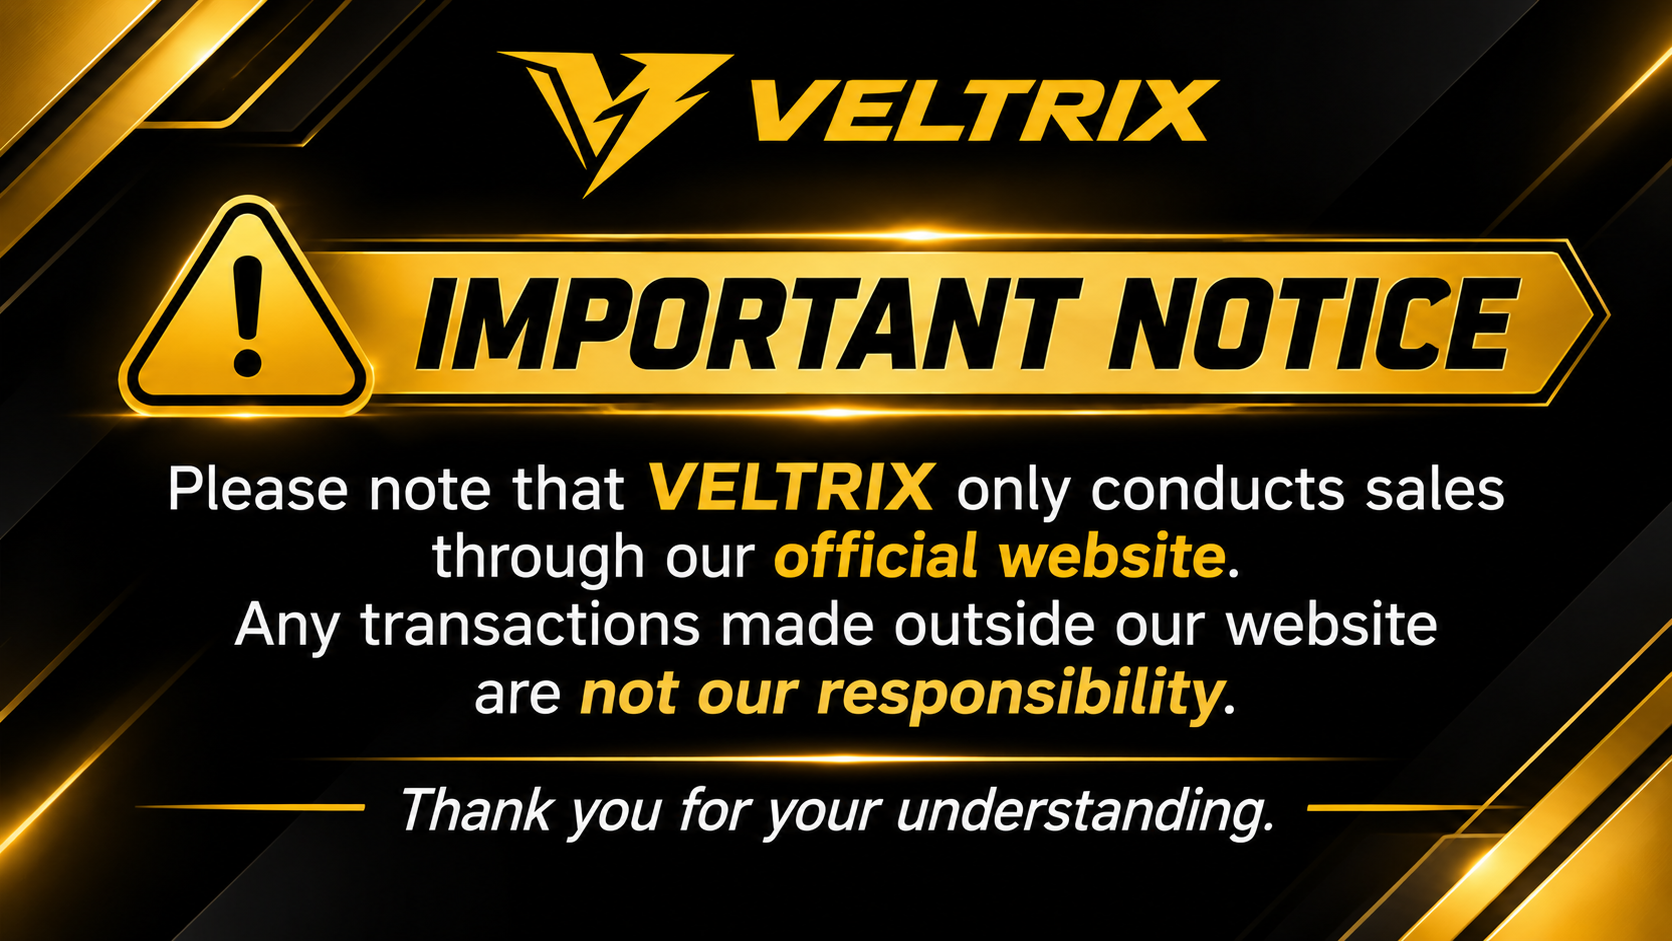 VELTRIX
IMPORTANT NOTICE
Please note that VELTRIX only conducts sales
through our official website.
Any transactions made outside our website
are not our responsibility.
Thank you for your understanding.